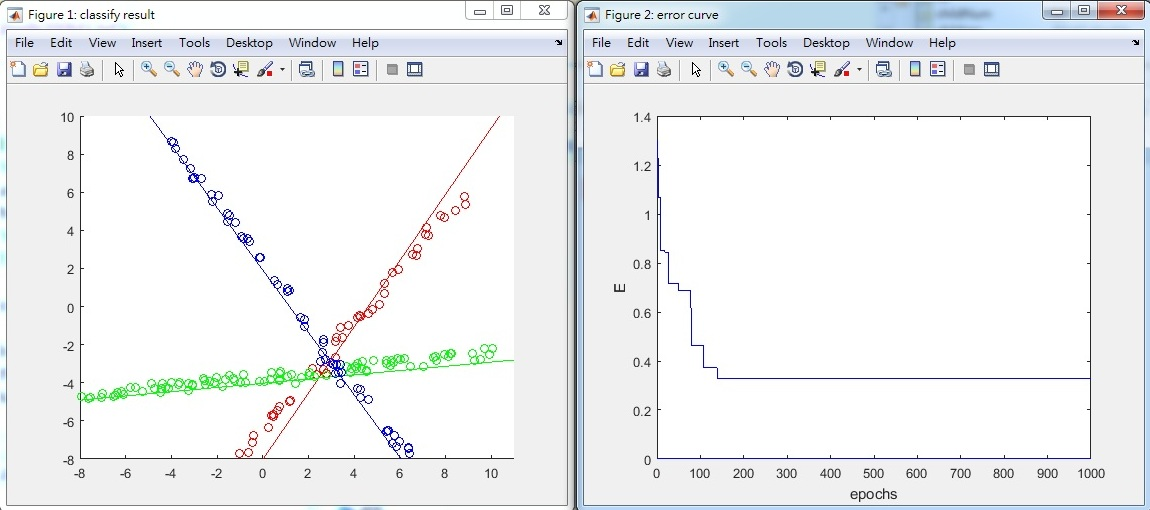 Figure 1: classify result
File Edit View Insert Tools Desktop Window Help
10
8
6
4
2
0
-2
-4
-6
-8
-8 -6 -4 -2 0 2 4 6 8 10
Figure 2: error curve
File Edit View Insert Tools Desktop Window Help
1.4
1.2
1
0.8
0.6
0.4
0.2
0
E
0 100 200 300 400 500 600 700 800 900 1000
epochs